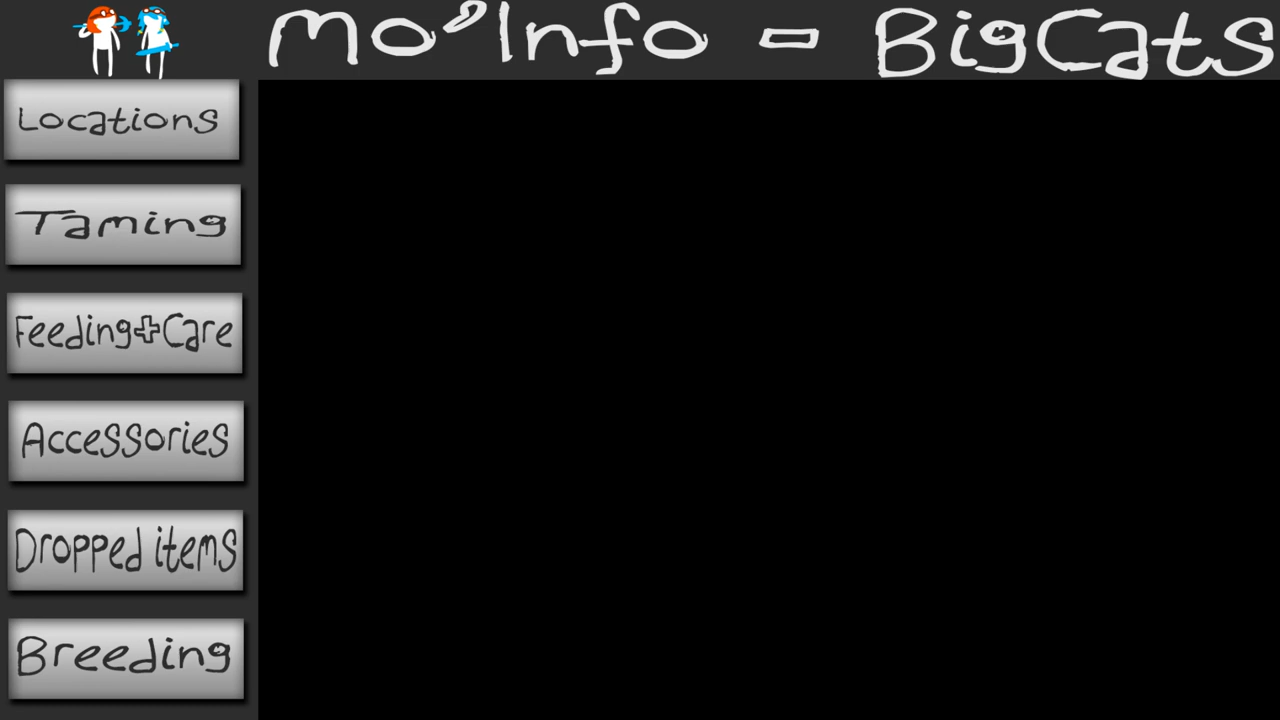 Mo'Info - BigCats
Locations
Taming
Feeding+Care
Accessories
Dropped items
Breeding